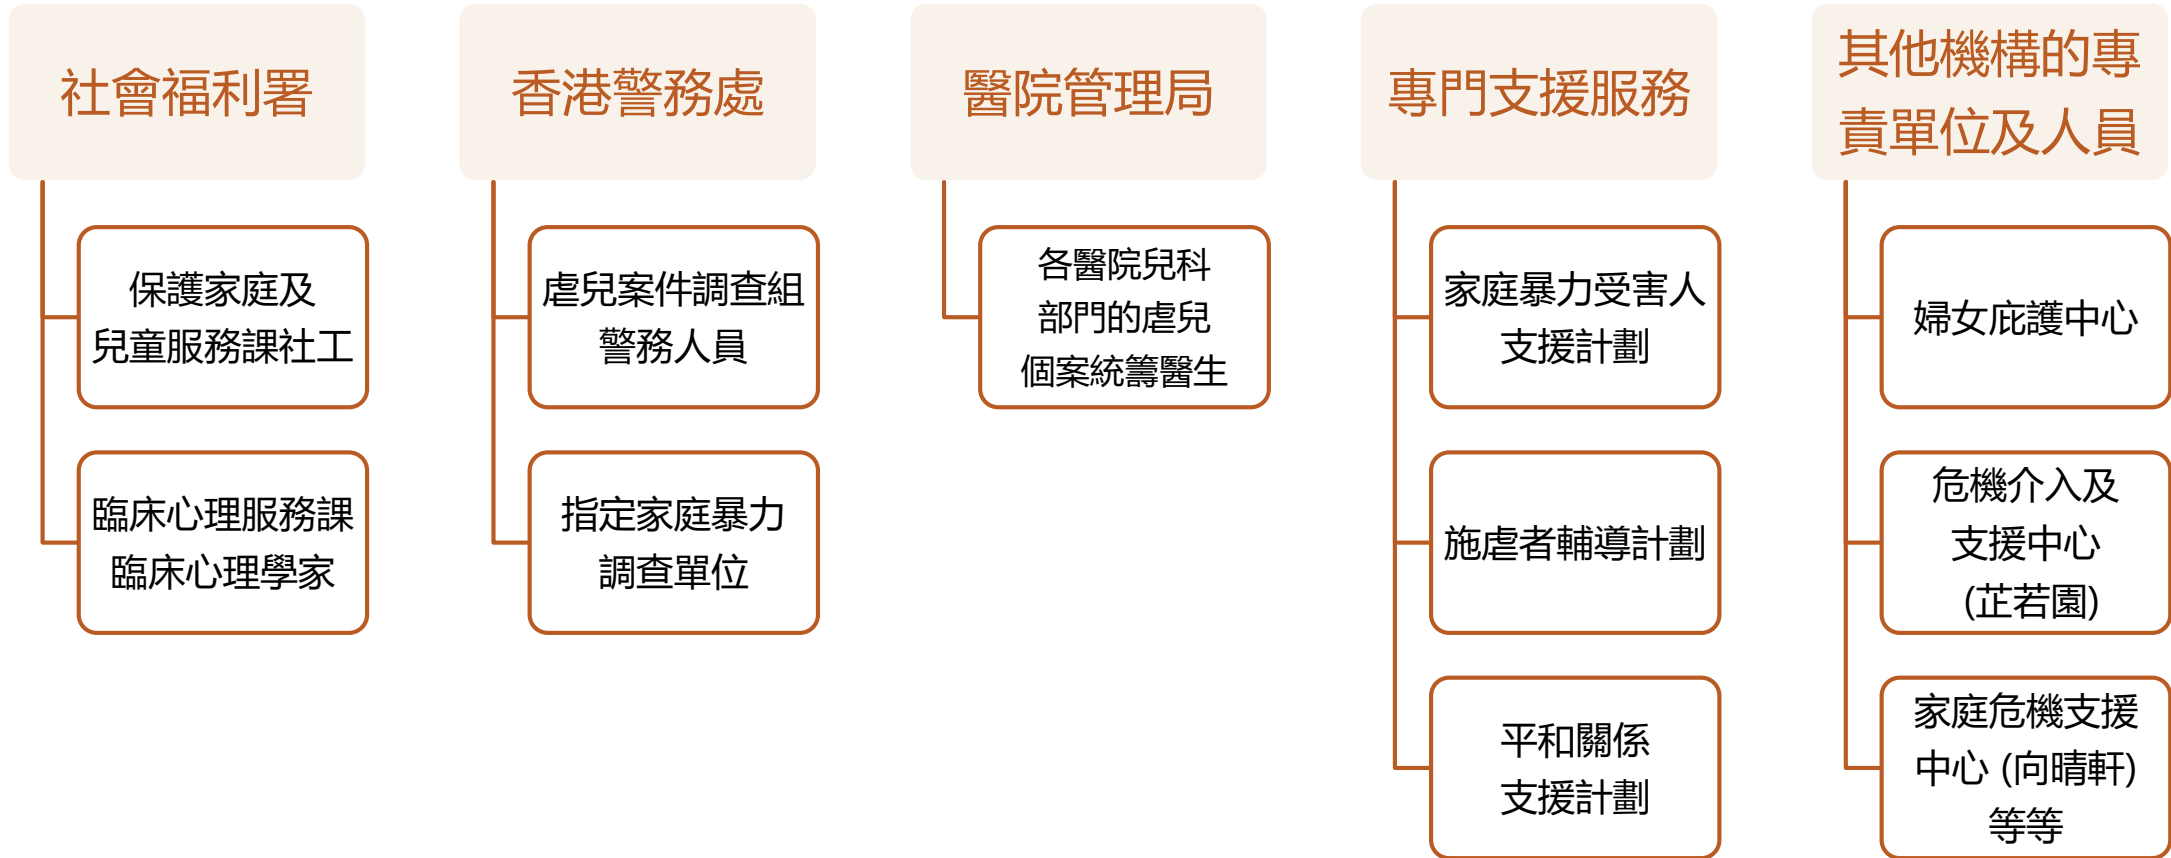 社會福利署
保護家庭及
兒童服務課社工
臨床心理服務課
臨床心理學家
香港警務處
虐兒案件調查組
警務人員
指定家庭暴力
調查單位
醫院管理局
各醫院兒科
部門的虐兒
個案統籌醫生
專門支援服務
家庭暴力受害人
支援計劃
施虐者輔導計劃
平和關係
支援計劃
其他機構的專
責單位及人員
婦女庇護中心
危機介入及
支援中心
(芷若園)
家庭危機支援
中心 (向晴軒)
等等